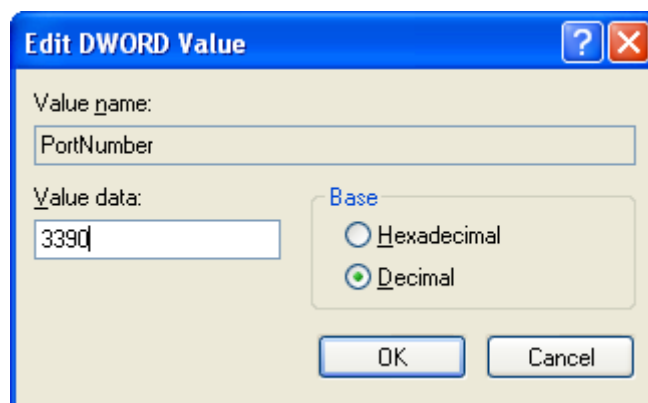 Edit DWORD Value
Value name:
PortNumber
Value data:
3390
Base
Hexadecimal
Decimal
OK
Cancel